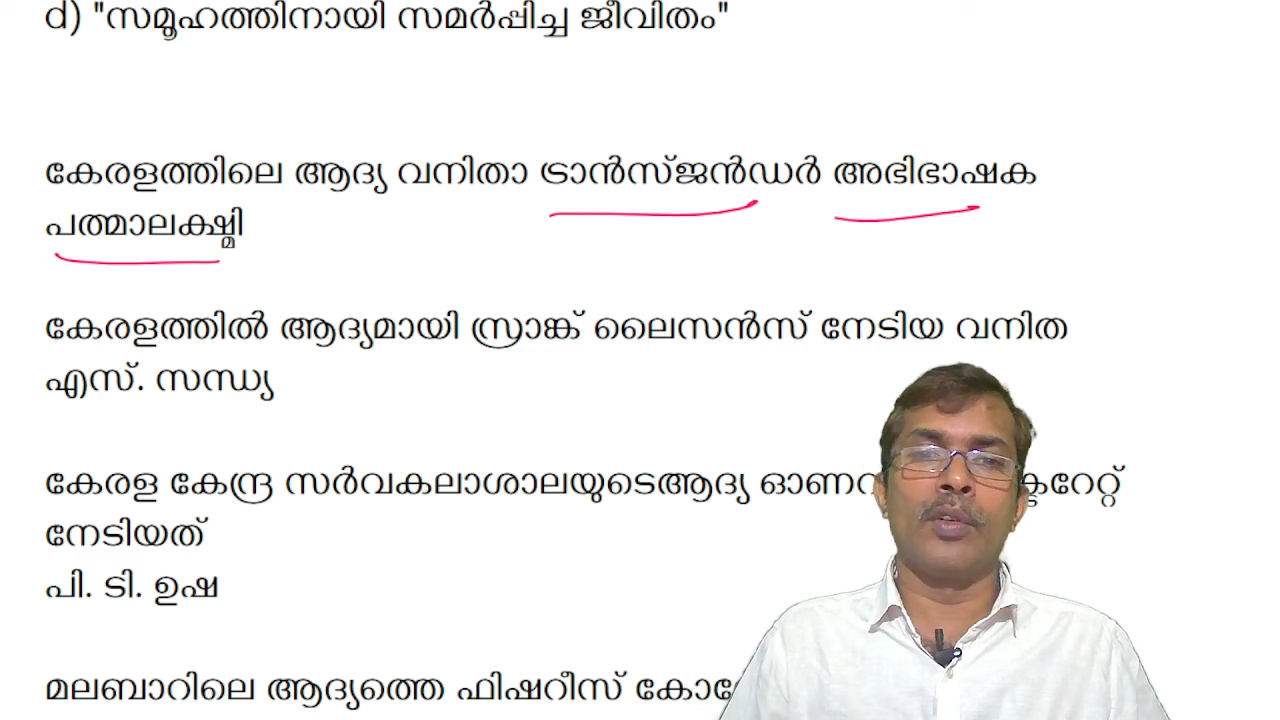 d) "സമൂഹത്തിനായി സമർപ്പിച്ച ജീവിതം"
കേരളത്തിലെ ആദ്യ വനിതാ ട്രാൻസ്ജൻഡർ അഭിഭാഷക
പത്മാലക്ഷ്മി
കേരളത്തിൽ ആദ്യമായി സ്രാങ്ക് ലൈസൻസ് നേടിയ വനിത
എസ്. സന്ധ്യ
കേരള കേന്ദ്ര സർവകലാശാലയുടെആദ്യ
നേടിയത്
പി. ടി. ഉഷ
മലബാറിലെ ആദ്യത്തെ ഫിഷറീസ്